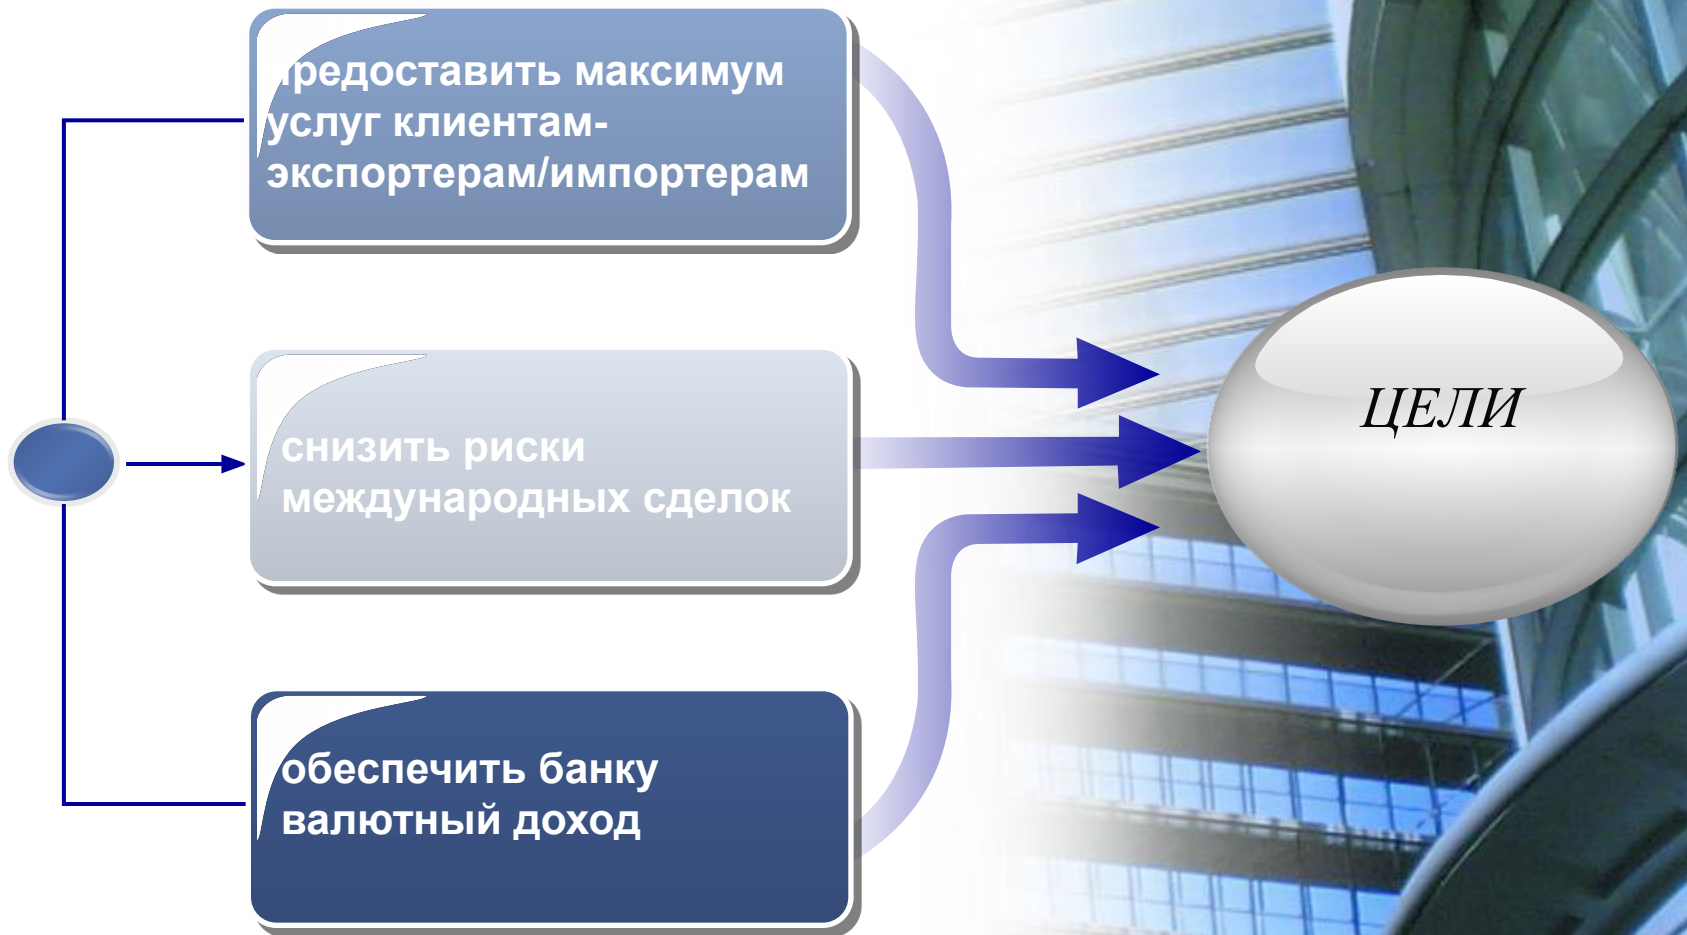 предоставить максимум
услуг клиентам-
экспортерам/импортерам
снизить риски
международных сделок
обеспечить банку
валютный доход
ЦЕЛИ